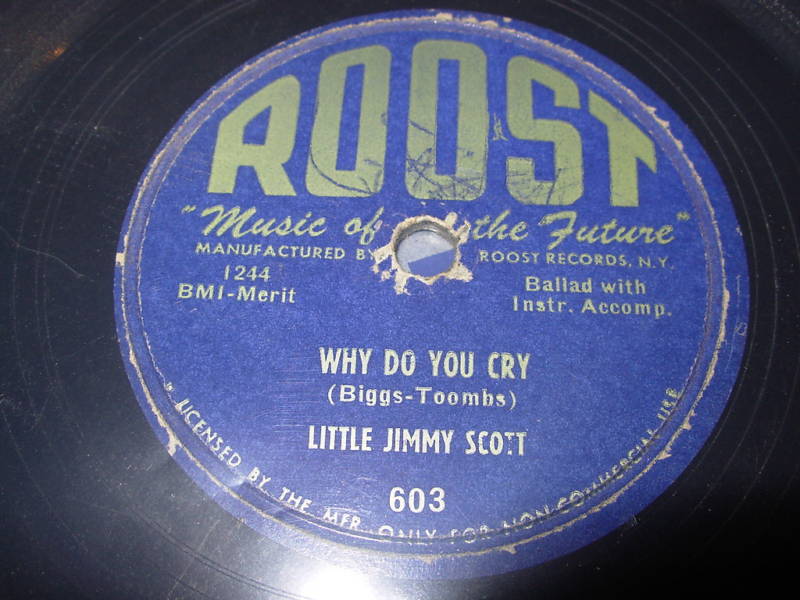 ROOST
"Music of the Future"
MANUFACTURED BY ROOST RECORDS, N.Y.
1244
BMI-Merit
Ballad with
Instr. Accomp.
WHY DO YOU CRY
(Biggs-Toombs)
LITTLE JIMMY SCOTT
603
LICENSED BY THE MFR. ONLY FOR NON-COMMERCIAL USE